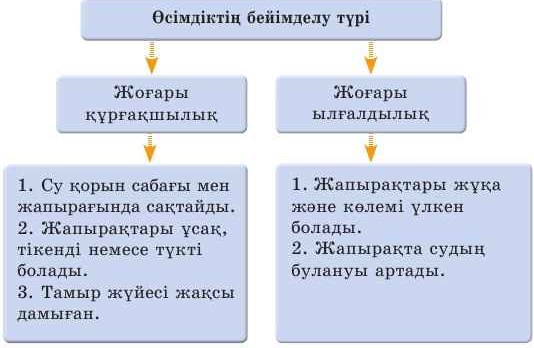 Өсімдіктің бейімделу түрі
Жоғары
құрғақшылық
Жоғары
ылғалдылық
1. Су қорын сабағы мен
жапырағында сақтайды.
2. Жапырақтары ұсақ,
тікенді немесе түкті
болады.
3. Тамыр жүйесі жақсы
дамыған.
1. Жапырақтары жұқа
және көлемі үлкен
болады.
2. Жапырақта судың
булануы артады.